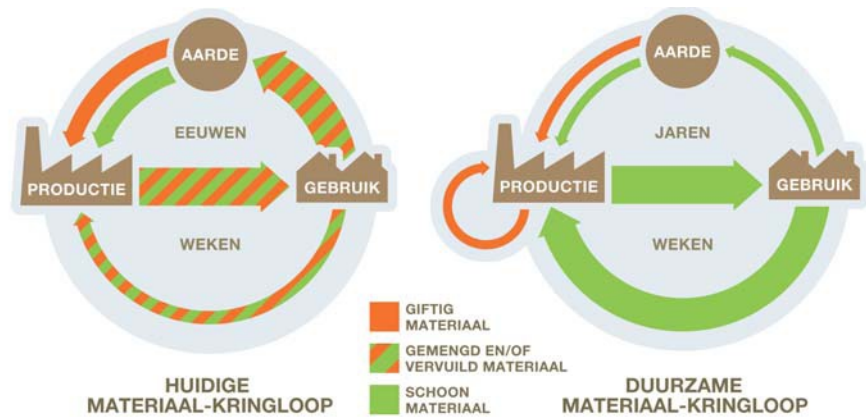 AARDE
EEUWEN
PRODUCTIE
GEBRUIK
WEKEN
HUIDIGE
MATERIAAL-KRINGLOOP
GIFTIG
MATERIAAL
GEMENGD EN/OF
VERVUILD MATERIAAL
SCHOON
MATERIAAL
AARDE
JAREN
PRODUCTIE
GEBRUIK
WEKEN
DUURZAME
MATERIAAL-KRINGLOOP